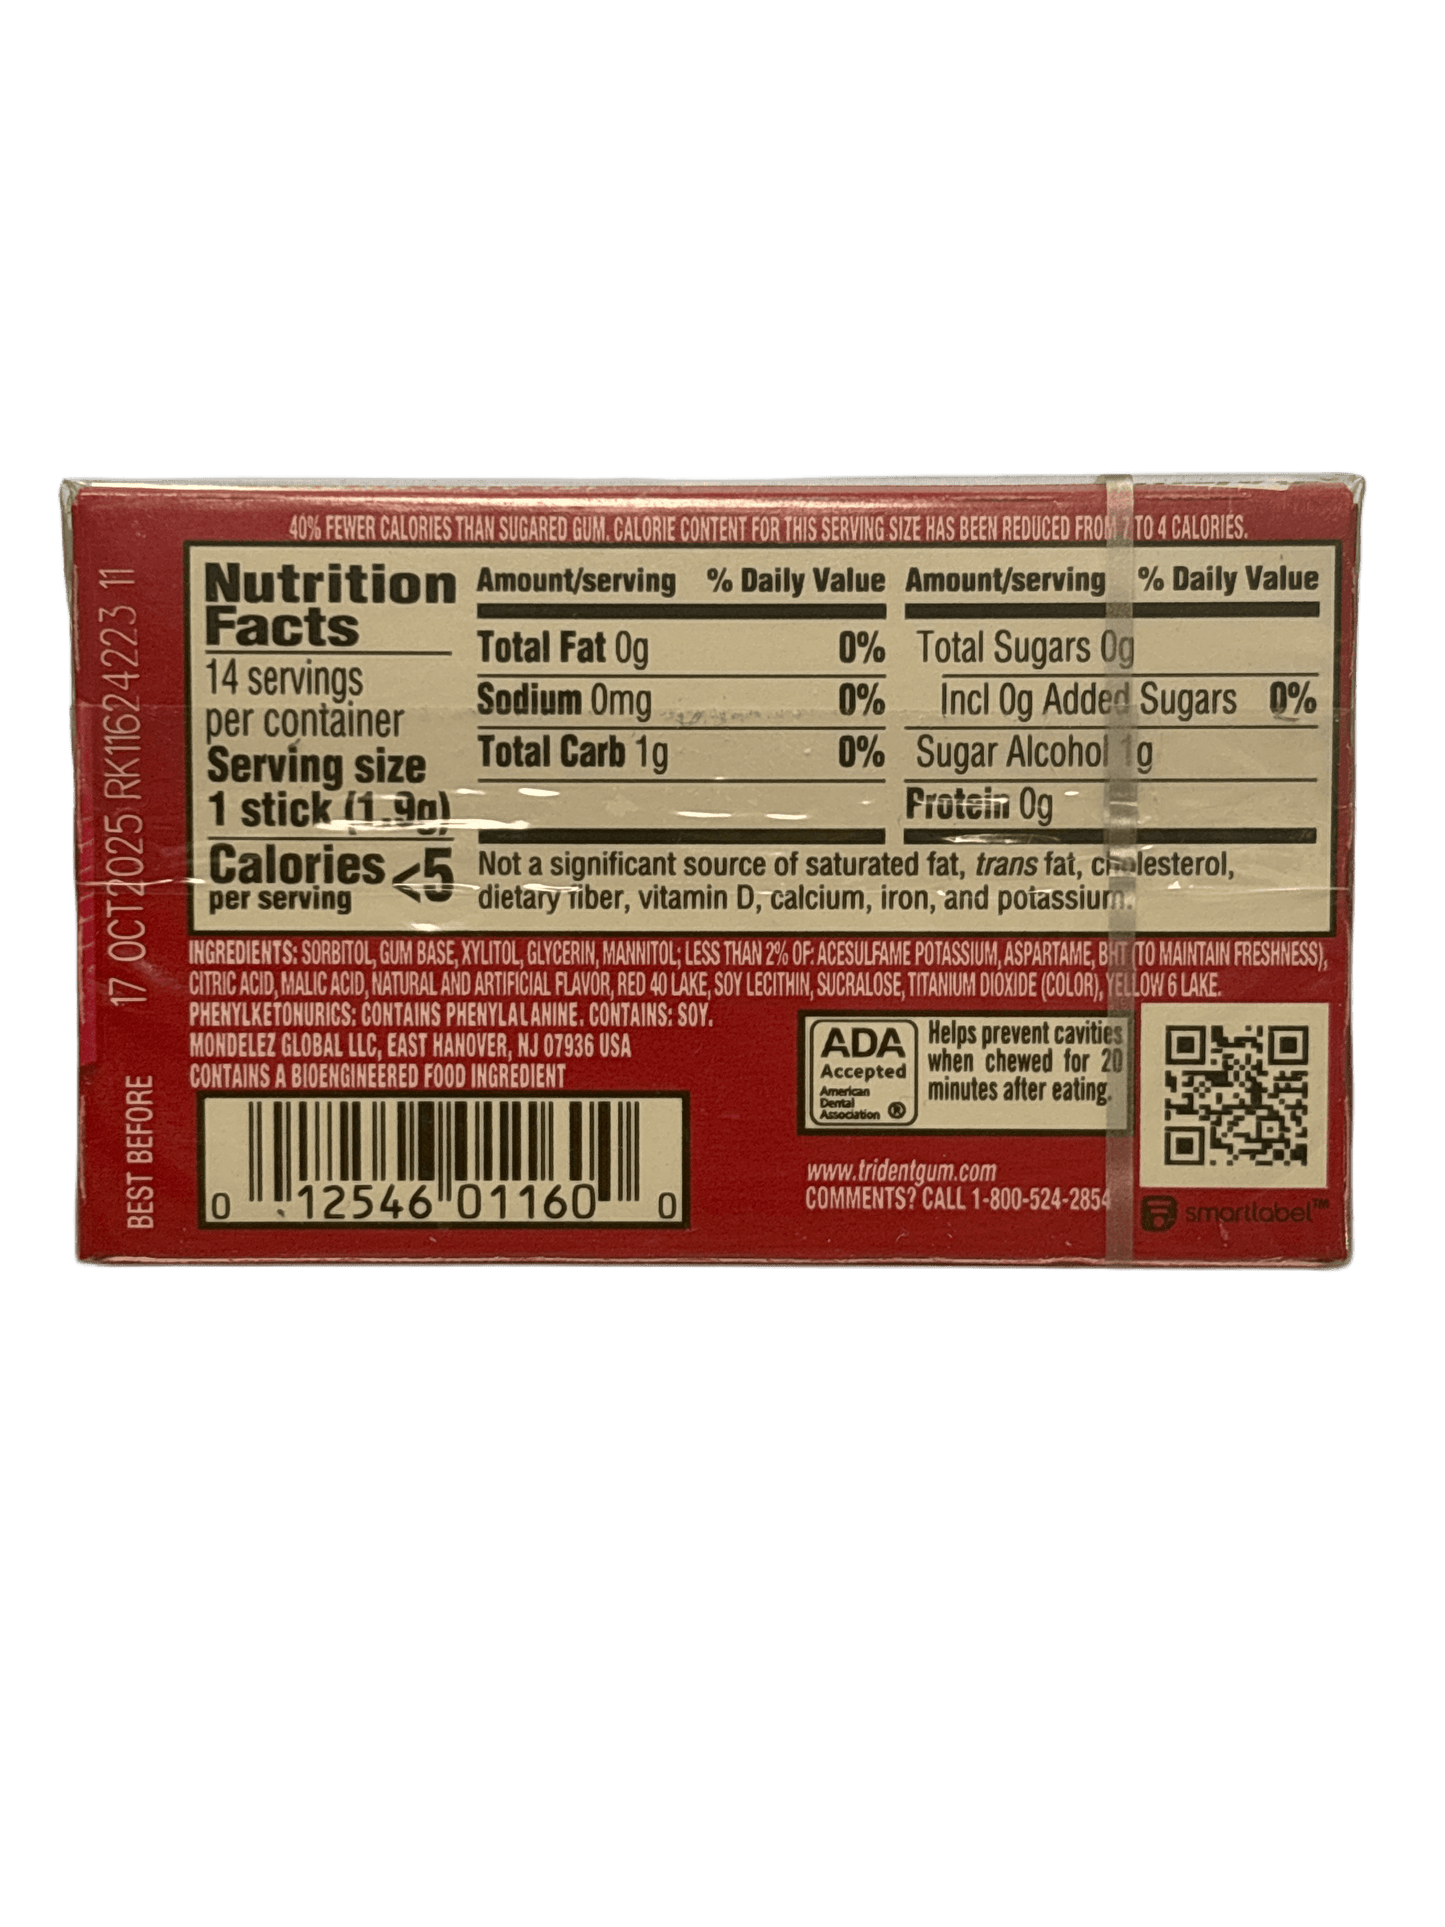 40% FEWER CALORIES THAN SUGARED GUM. CALORIE CONTENT FOR THIS SERVING SIZE HAS BEEN REDUCED FROM 7 TO 4 CALORIES.
Nutrition
Facts
14 servings
per container
Serving size
1 stick (1.9g)
Calories <5
per serving
Amount/serving % Daily Value
Total Fat 0g 0%
Sodium 0mg 0%
Total Carb 1g 0%
Amount/serving % Daily Value
Total Sugars 0g
Incl 0g Added Sugars 0%
Sugar Alcohol 1g
Protein 0g
Not a significant source of saturated fat, trans fat, cholesterol,
dietary fiber, vitamin D, calcium, iron, and potassium.
INGREDIENTS: SORBITOL, GUM BASE, XYLITOL, GLYCERIN, MANNITOL; LESS THAN 2% OF: ACESULFAME POTASSIUM, ASPARTAME, BHT (TO MAINTAIN FRESHNESS),
CITRIC ACID, MALIC ACID, NATURAL AND ARTIFICIAL FLAVOR, RED 40 LAKE, SOY LECITHIN, SUCRALOSE, TITANIUM DIOXIDE (COLOR), YELLOW 6 LAKE.
PHENYLKETONURICS: CONTAINS PHENYLALANINE. CONTAINS: SOY.
MONDELEZ GLOBAL LLC, EAST HANOVER, NJ 07936 USA
CONTAINS A BIOENGINEERED FOOD INGREDIENT
0 12546 01160 0
ADA
Accepted
American
Dental
Association ®
Helps prevent cavities
when chewed for 20
minutes after eating.
www.tridentgum.com
COMMENTS? CALL 1-800-524-2854
smartlabel™
BEST BEFORE 17 OCT2025 RK11624223 11